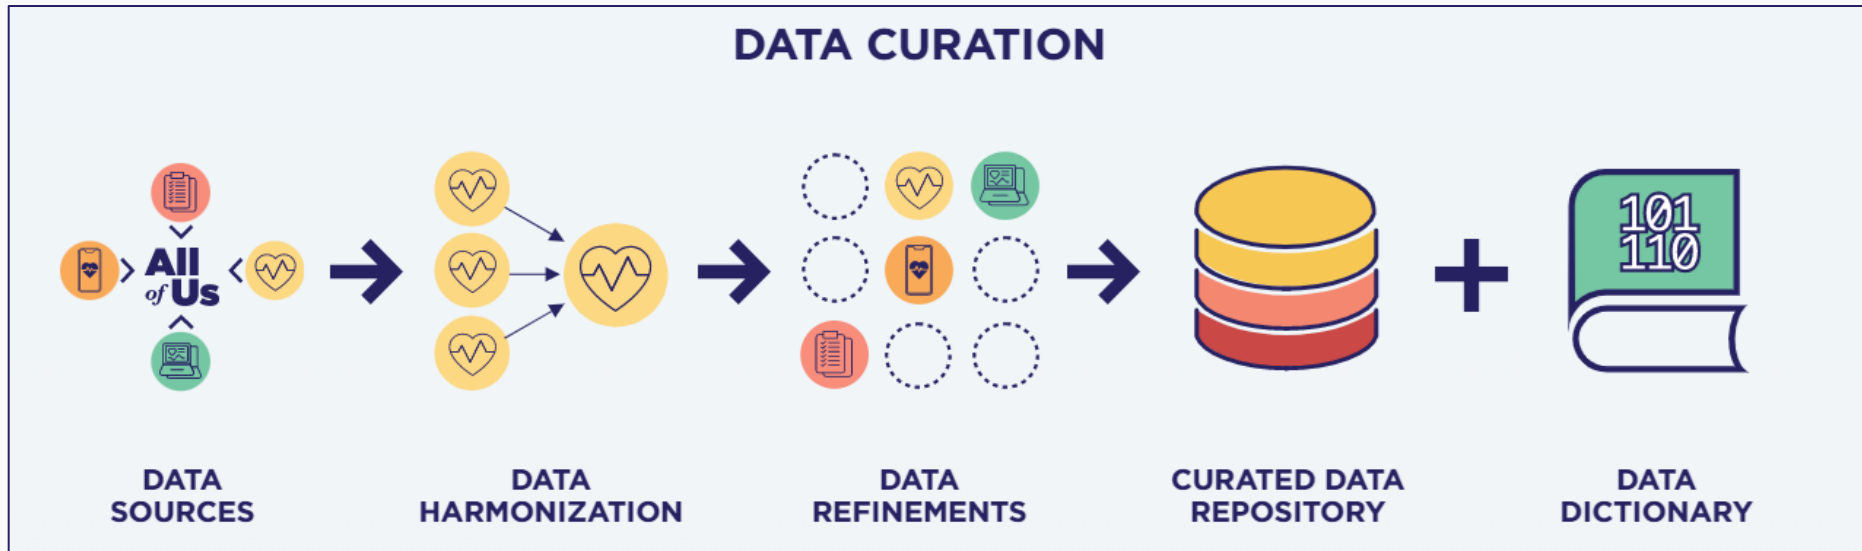 DATA CURATION
All
of Us
101
110
DATA
SOURCES
DATA
HARMONIZATION
DATA
REFINEMENTS
CURATED DATA
REPOSITORY
DATA
DICTIONARY